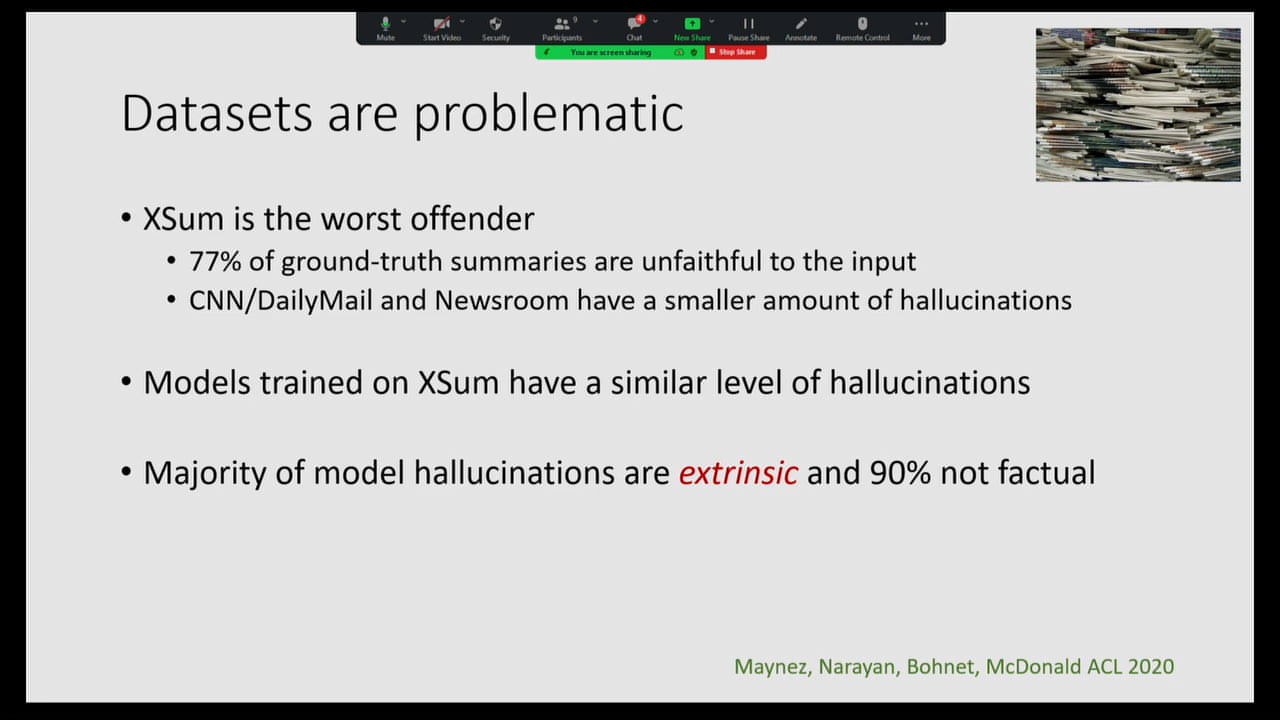 Mute
Start Video
Security
Participants
9
Chat
4
New Share
Pause Share
Annotate
Remote Control
More
You are screen sharing
Stop Share
Datasets are problematic
• XSum is the worst offender
• 77% of ground-truth summaries are unfaithful to the input
• CNN/DailyMail and Newsroom have a smaller amount of hallucinations
• Models trained on XSum have a similar level of hallucinations
• Majority of model hallucinations are extrinsic and 90% not factual
Maynez, Narayan, Bohnet, McDonald ACL 2020